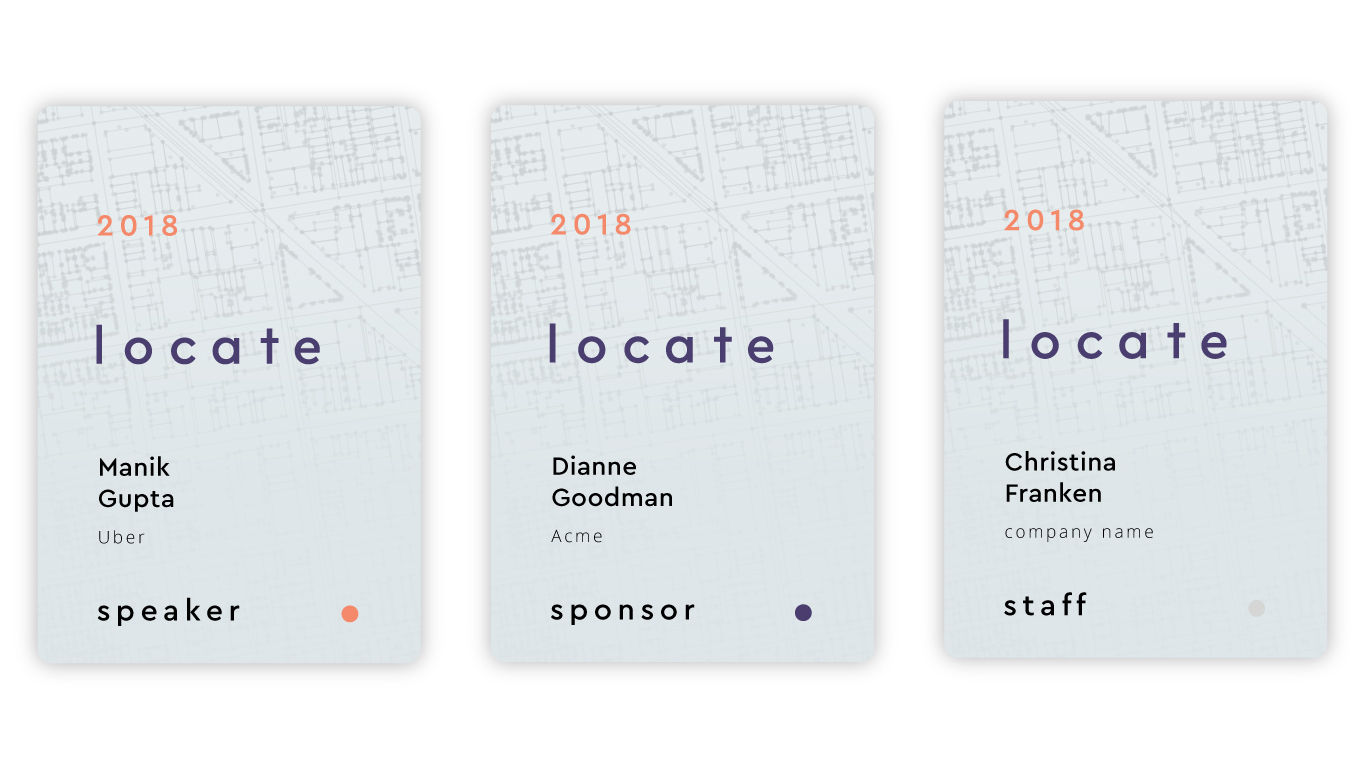 2018
locate
Manik
Gupta
Uber
speaker
2018
locate
Dianne
Goodman
Acme
sponsor
2018
locate
Christina
Franken
company name
staff